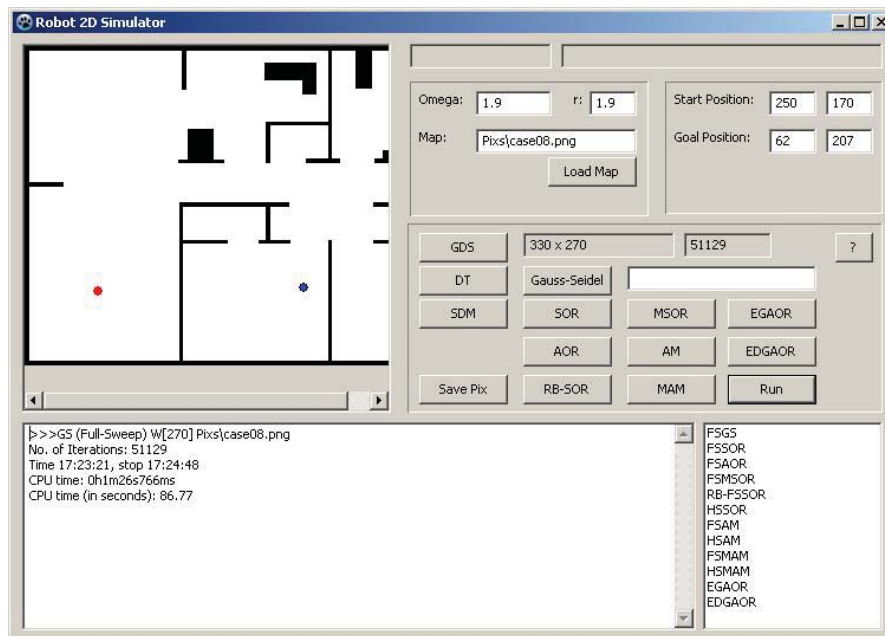 Robot 2D Simulator
Omega: 1.9 r: 1.9
Map: Pixs\case08.png
Load Map
Start Position: 250 170
Goal Position: 62 207
GDS 330 x 270 51129 ?
DT Gauss-Seidel
SDM SOR MSOR EGAOR
AOR AM EDGAOR
Save Pix RB-SOR MAM Run
>>>GS (Full-Sweep) W[270] Pixs\case08.png
No. of Iterations: 51129
Time 17:23:21, stop 17:24:48
CPU time: 0h1m26s766ms
CPU time (in seconds): 86.77
FSGS
FSSOR
FSAOR
FSMSOR
RB-FSSOR
HSSOR
FSAM
HSAM
FSMAM
HSMAM
EGAOR
EDGAOR